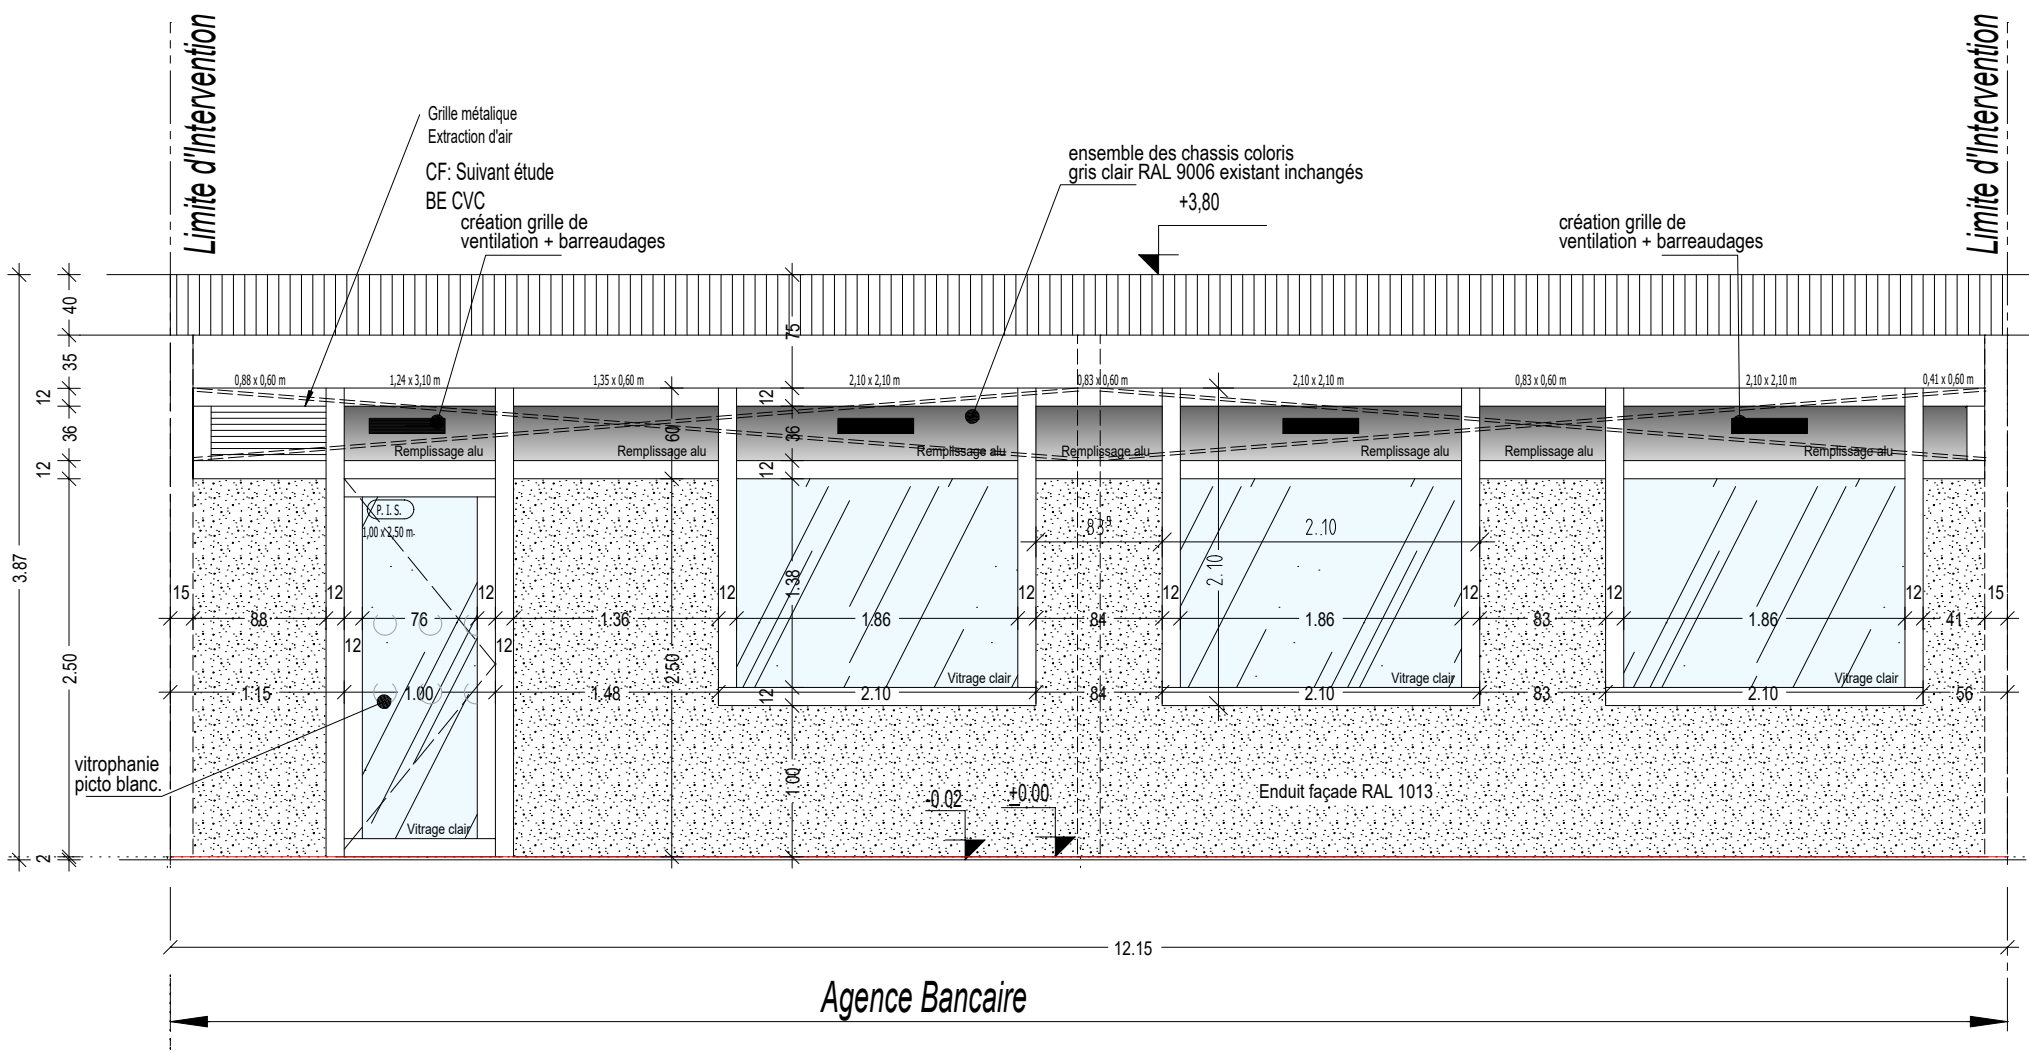 Limite d'Intervention
Limite d'Intervention
Grille métalique
Extraction d'air
CF: Suivant étude
BE CVC
création grille de
ventilation + barreaudages
ensemble des chassis coloris
gris clair RAL 9006 existant inchangés
+3,80
création grille de
ventilation + barreaudages
3.87
40
35
12
36
12
2.50
2
75
0,88 x 0,60 m
1,24 x 3,10 m
1,35 x 0,60 m
2,10 x 2,10 m
0,83 x 0,60 m
2,10 x 2,10 m
0,83 x 0,60 m
2,10 x 2,10 m
0,41 x 0,60 m
12
36
12
60
Remplissage alu
Remplissage alu
Remplissage alu
Remplissage alu
Remplissage alu
Remplissage alu
Remplissage alu
P. I. S.
1,00 x 2,50 m
83⁵
2.10
2.10
1.38
15
88
12
76
12
1.36
12
1.86
12
84
12
1.86
12
83
12
1.86
12
41
15
12
12
2.50
Vitrage clair
Vitrage clair
Vitrage clair
1.15
1.00
1.48
12
2.10
84
2.10
83
2.10
56
vitrophanie
picto blanc.
1.00
-0.02
+0.00
Enduit façade RAL 1013
Vitrage clair
12.15
Agence Bancaire